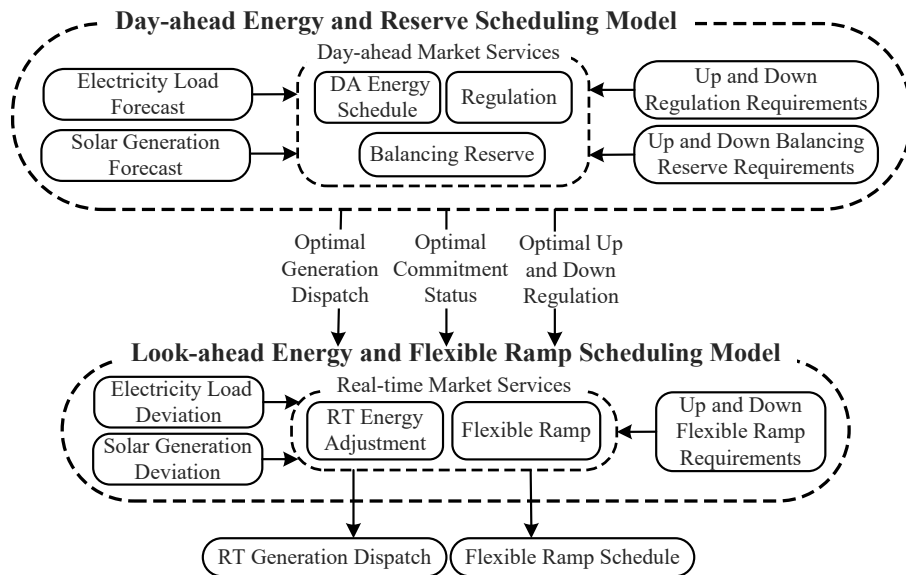 Day-ahead Energy and Reserve Scheduling Model
Day-ahead Market Services
Electricity Load
Forecast
Solar Generation
Forecast
DA Energy
Schedule
Regulation
Balancing Reserve
Up and Down
Regulation Requirements
Up and Down Balancing
Reserve Requirements
Optimal
Generation
Dispatch
Optimal
Commitment
Status
Optimal Up
and Down
Regulation
Look-ahead Energy and Flexible Ramp Scheduling Model
Real-time Market Services
Electricity Load
Deviation
Solar Generation
Deviation
RT Energy
Adjustment
Flexible Ramp
Up and Down
Flexible Ramp
Requirements
RT Generation Dispatch
Flexible Ramp Schedule